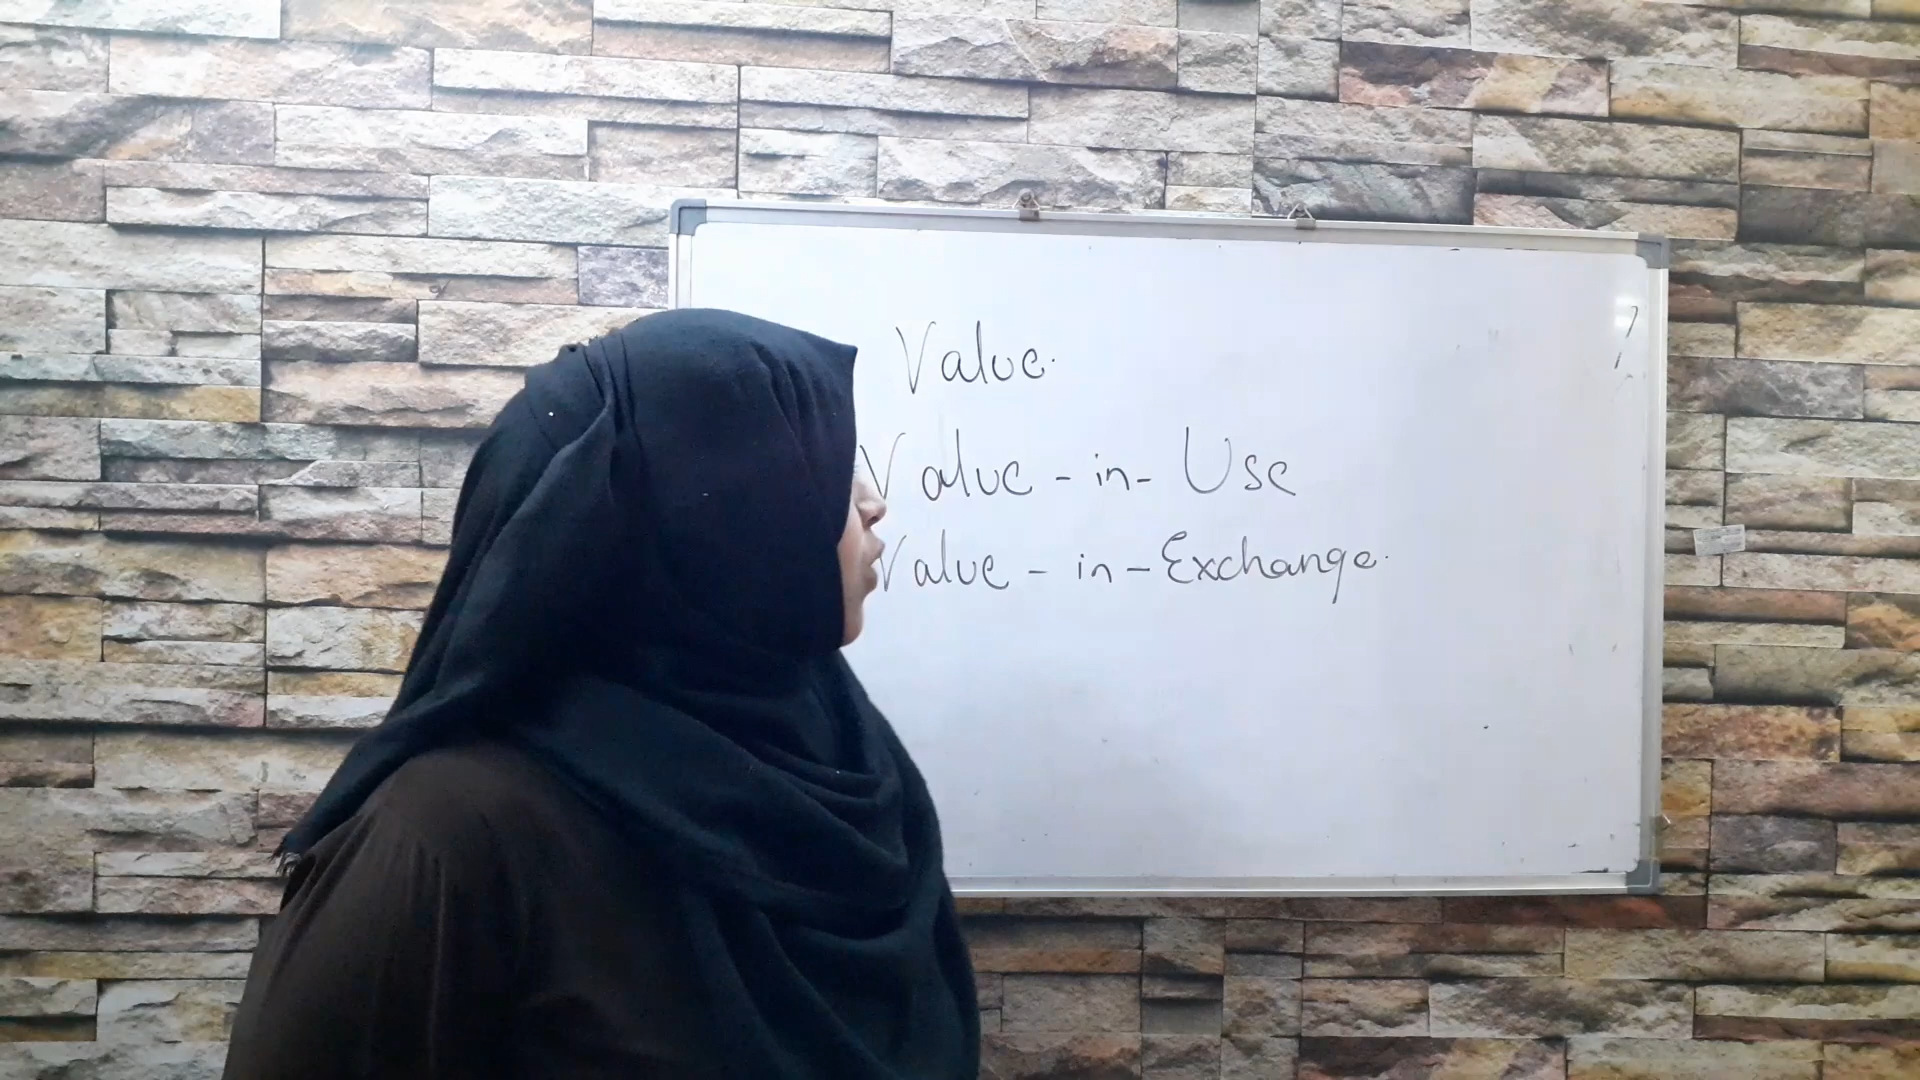 Value.
Value - in - Use
Value - in - Exchange.